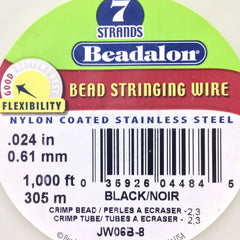 7
STRANDS
Beadalon
GOOD
FLEXIBILITY
BEAD STRINGING WIRE
NYLON COATED STAINLESS STEEL
.024 in
0.61 mm
1,000 ft
305 m
0 35926 04484 5
BLACK/NOIR
CRIMP BEAD / PERLES A ECRASER - 2,3
CRIMP TUBE / TUBES A ECRASER - 2,3
JW06B-8
USA